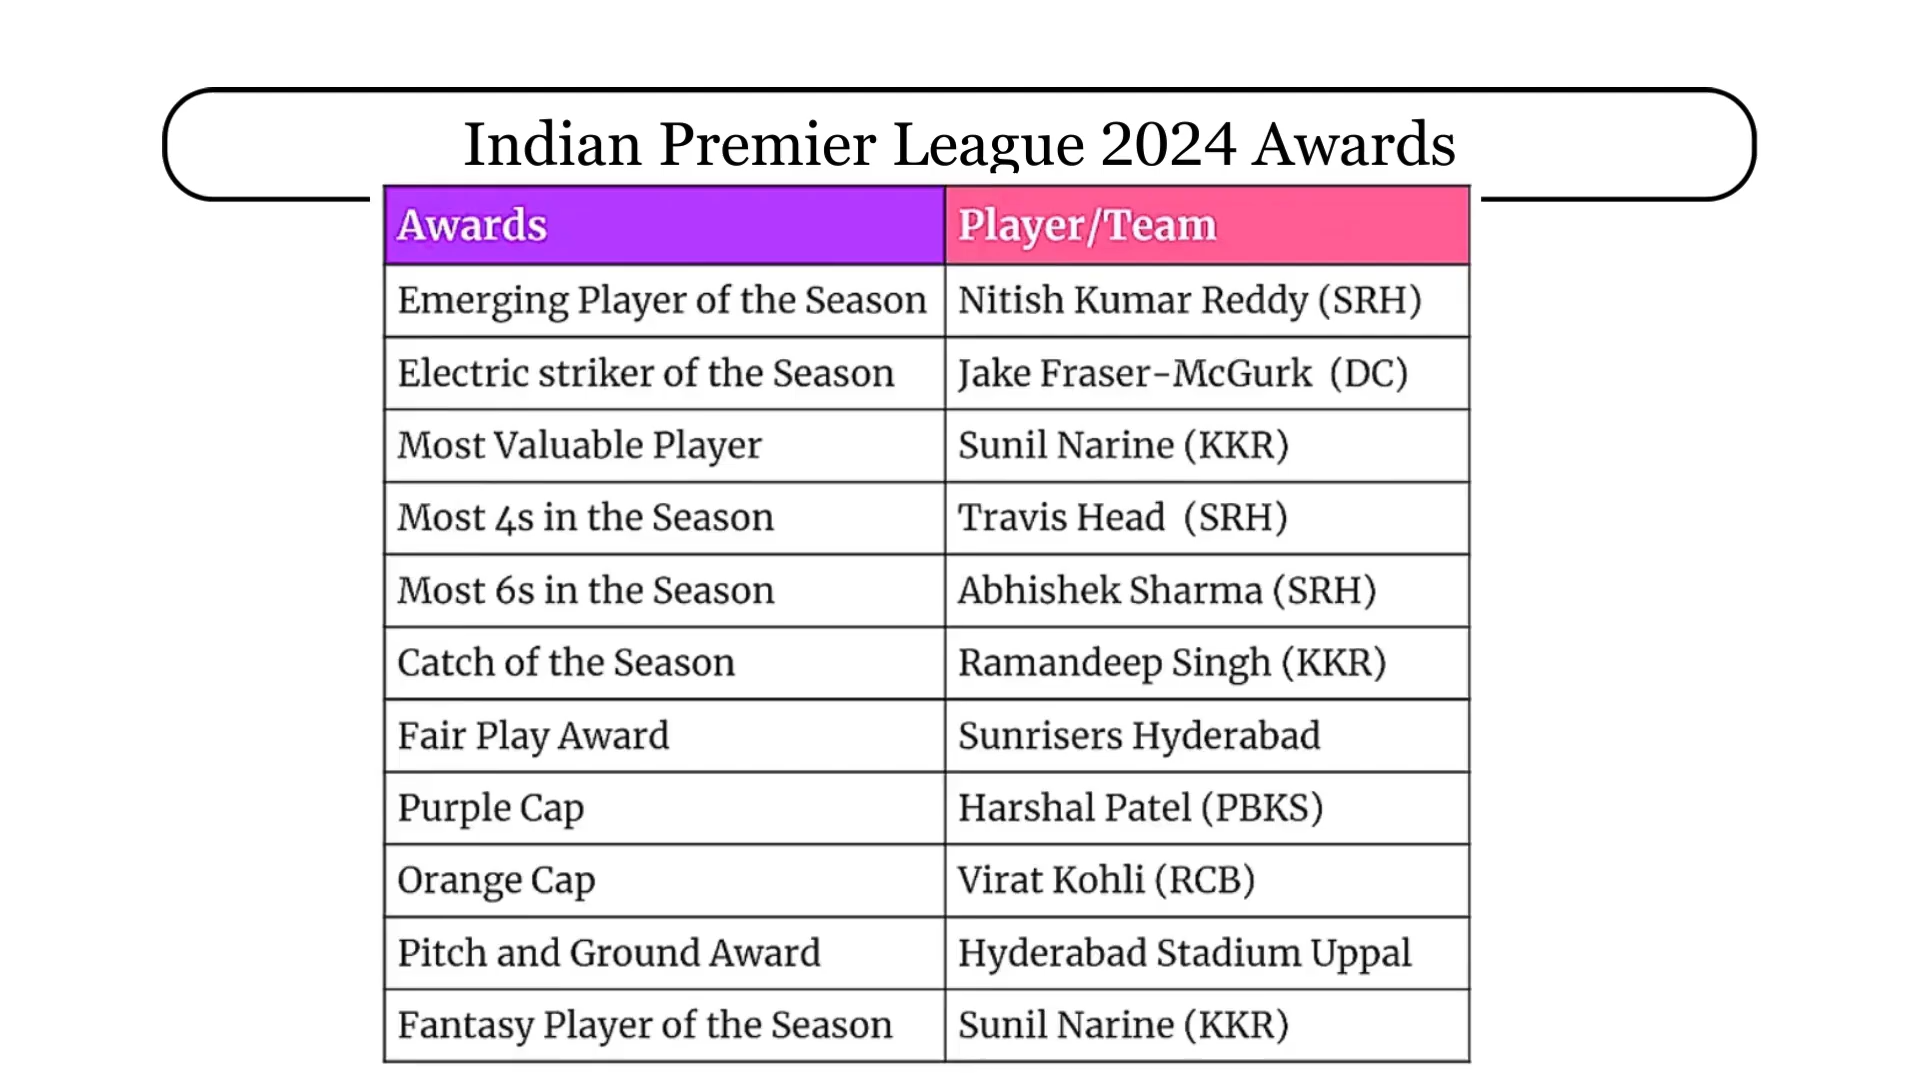 Indian Premier League 2024 Awards
Awards Player/Team
Emerging Player of the Season Nitish Kumar Reddy (SRH)
Electric striker of the Season Jake Fraser-McGurk (DC)
Most Valuable Player Sunil Narine (KKR)
Most 4s in the Season Travis Head (SRH)
Most 6s in the Season Abhishek Sharma (SRH)
Catch of the Season Ramandeep Singh (KKR)
Fair Play Award Sunrisers Hyderabad
Purple Cap Harshal Patel (PBKS)
Orange Cap Virat Kohli (RCB)
Pitch and Ground Award Hyderabad Stadium Uppal
Fantasy Player of the Season Sunil Narine (KKR)